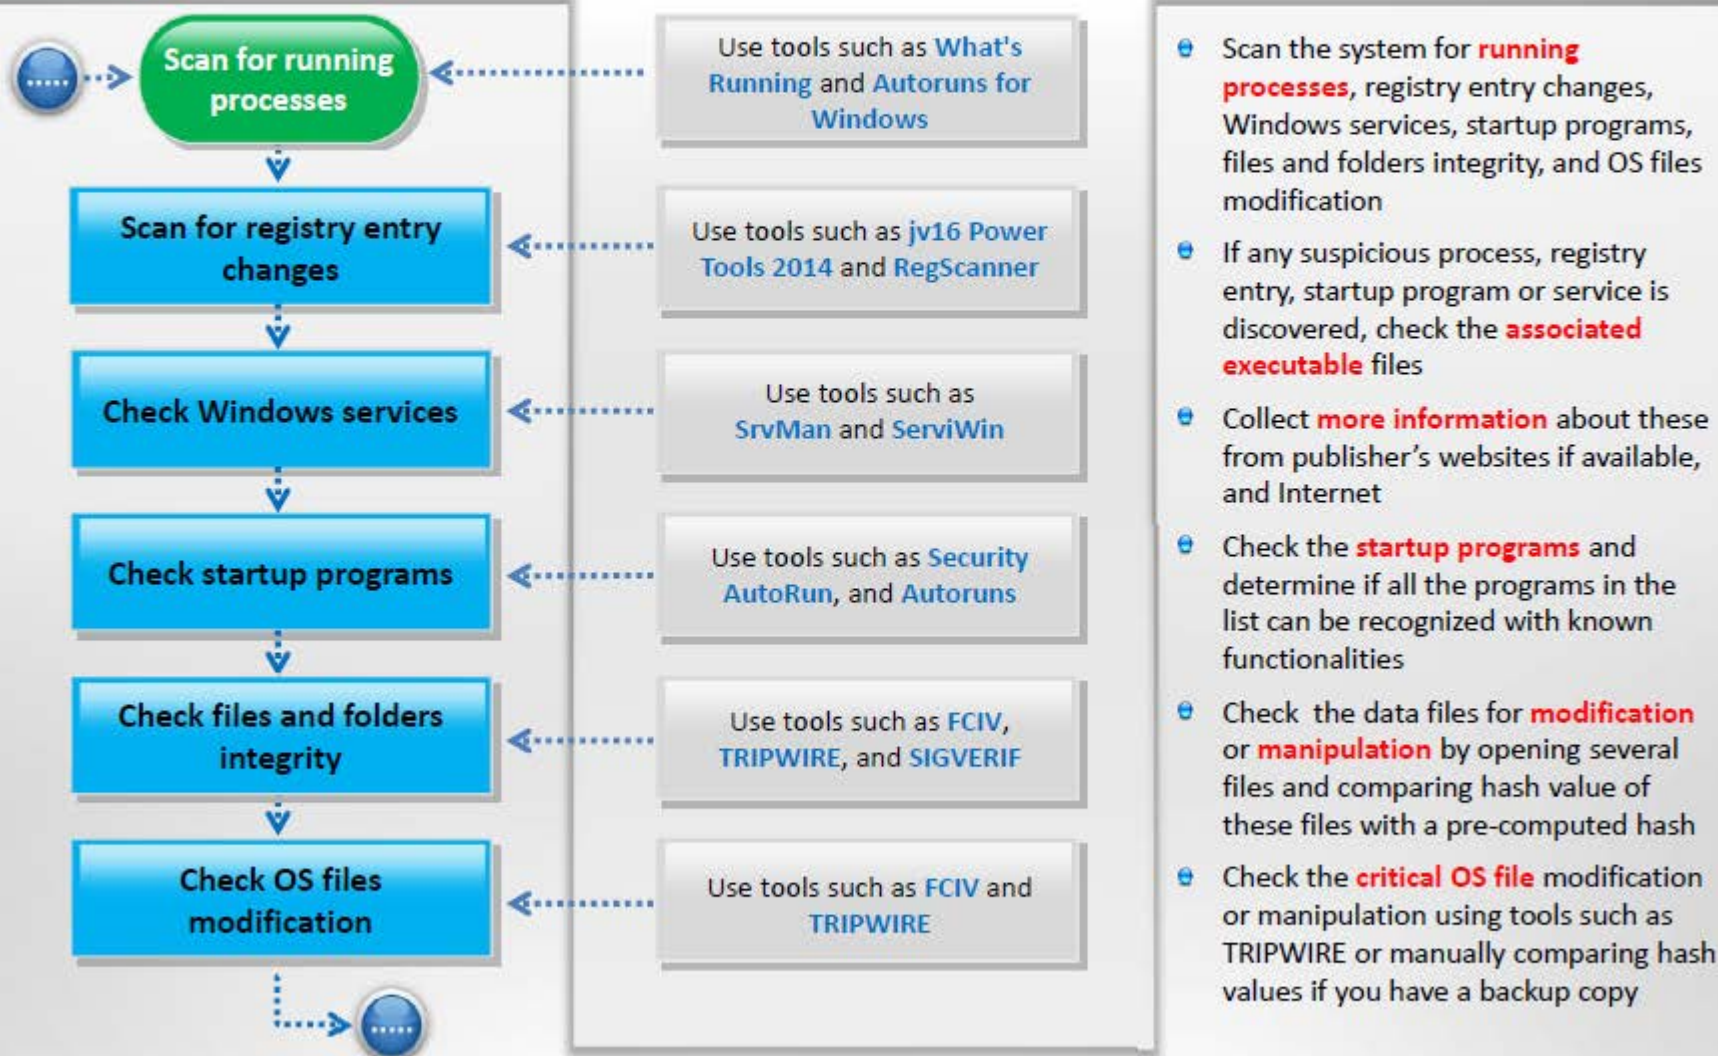 Scan for running
processes
Use tools such as What's
Running and Autoruns for
Windows
Scan for registry entry
changes
Use tools such as jv16 Power
Tools 2014 and RegScanner
Check Windows services
Use tools such as
SrvMan and ServiWin
Check startup programs
Use tools such as Security
AutoRun, and Autoruns
Check files and folders
integrity
Use tools such as FCIV,
TRIPWIRE, and SIGVERIF
Check OS files
modification
Use tools such as FCIV and
TRIPWIRE
Scan the system for running
processes, registry entry changes,
Windows services, startup programs,
files and folders integrity, and OS files
modification
If any suspicious process, registry
entry, startup program or service is
discovered, check the associated
executable files
Collect more information about these
from publisher's websites if available,
and Internet
Check the startup programs and
determine if all the programs in the
list can be recognized with known
functionalities
Check the data files for modification
or manipulation by opening several
files and comparing hash value of
these files with a pre-computed hash
Check the critical OS file modification
or manipulation using tools such as
TRIPWIRE or manually comparing hash
values if you have a backup copy